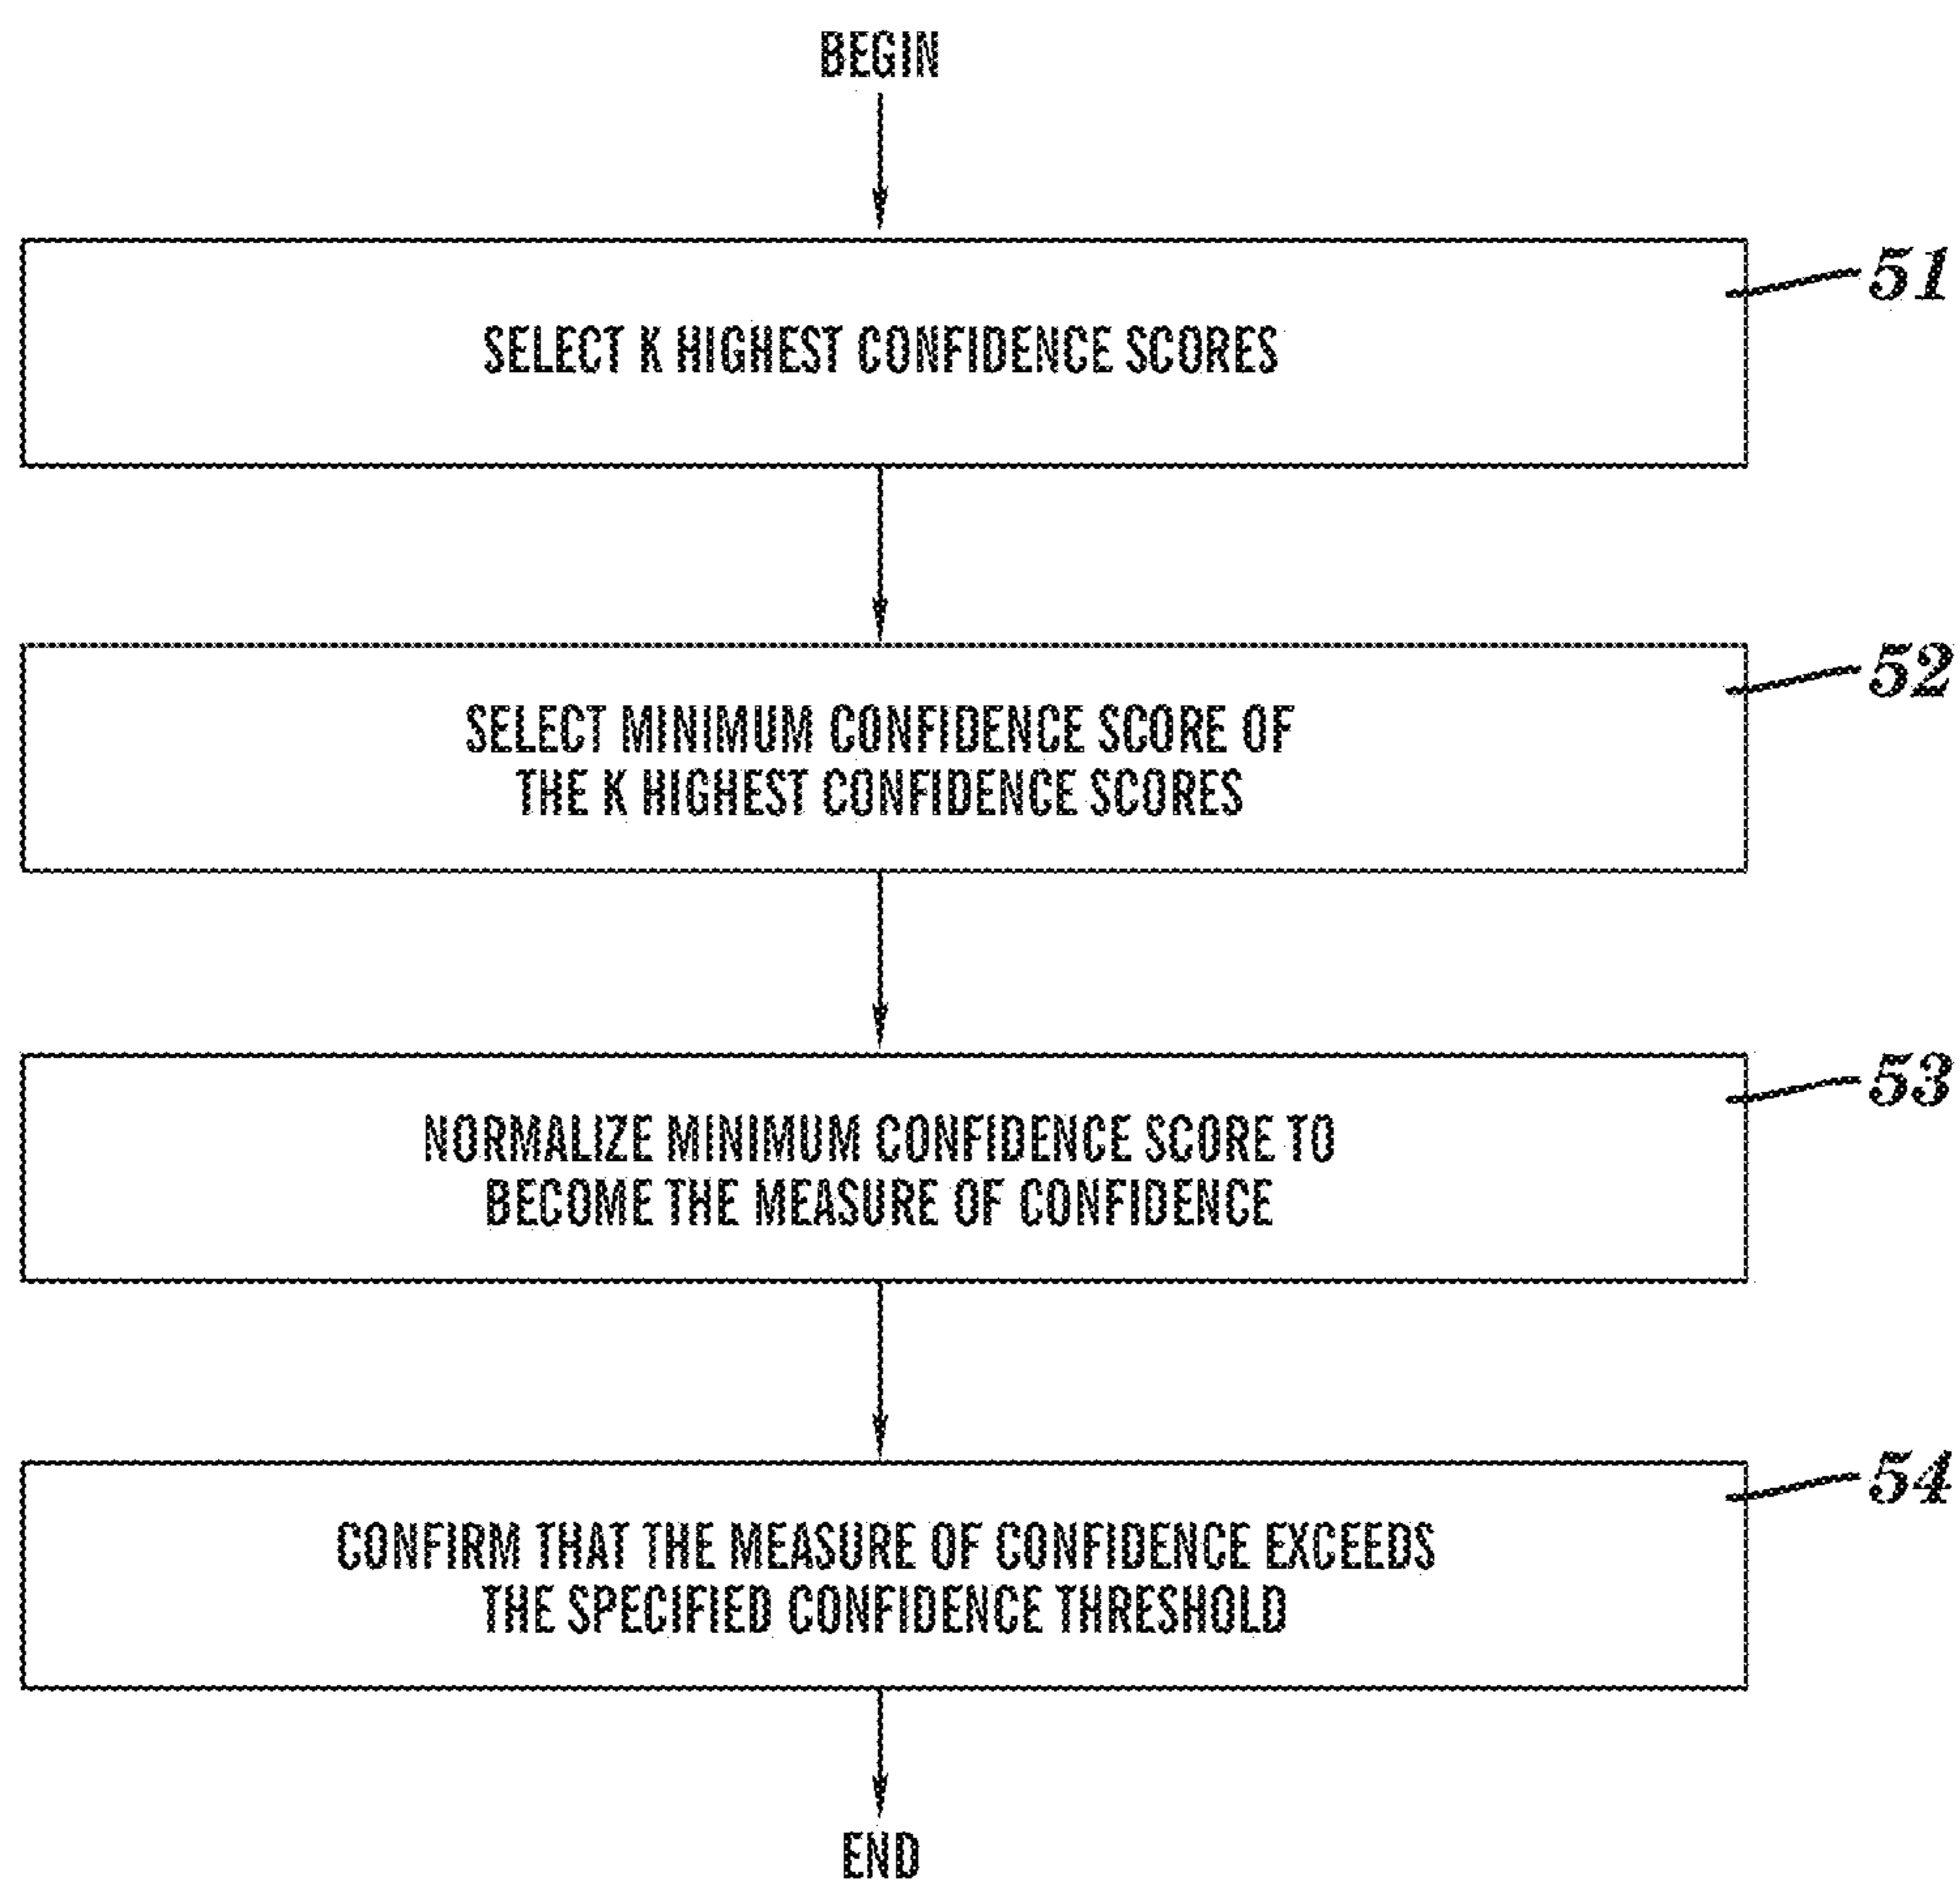 BEGIN
51
SELECT K HIGHEST CONFIDENCE SCORES
52
SELECT MINIMUM CONFIDENCE SCORE OF
THE K HIGHEST CONFIDENCE SCORES
53
NORMALIZE MINIMUM CONFIDENCE SCORE TO
BECOME THE MEASURE OF CONFIDENCE
54
CONFIRM THAT THE MEASURE OF CONFIDENCE EXCEEDS
THE SPECIFIED CONFIDENCE THRESHOLD
END